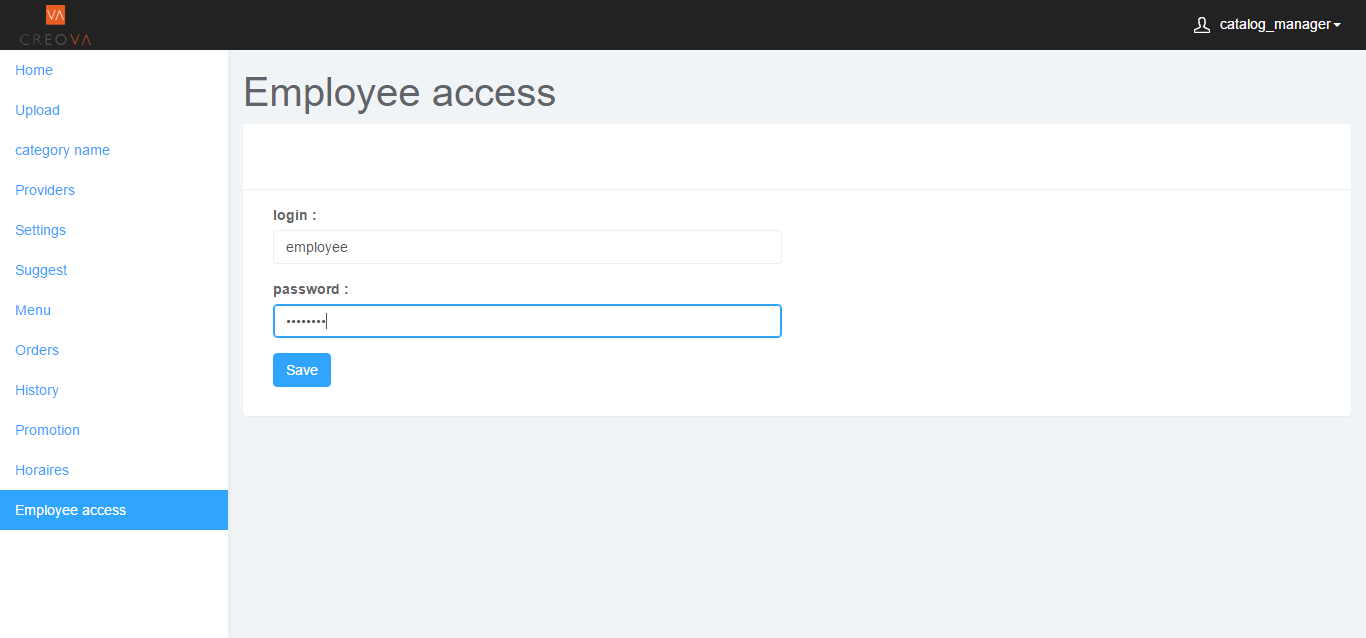 VA
CREOVA
catalog_manager
Home
Upload
category name
Providers
Settings
Suggest
Menu
Orders
History
Promotion
Horaires
Employee access
Employee access
login :
employee
password :
••••••••
Save